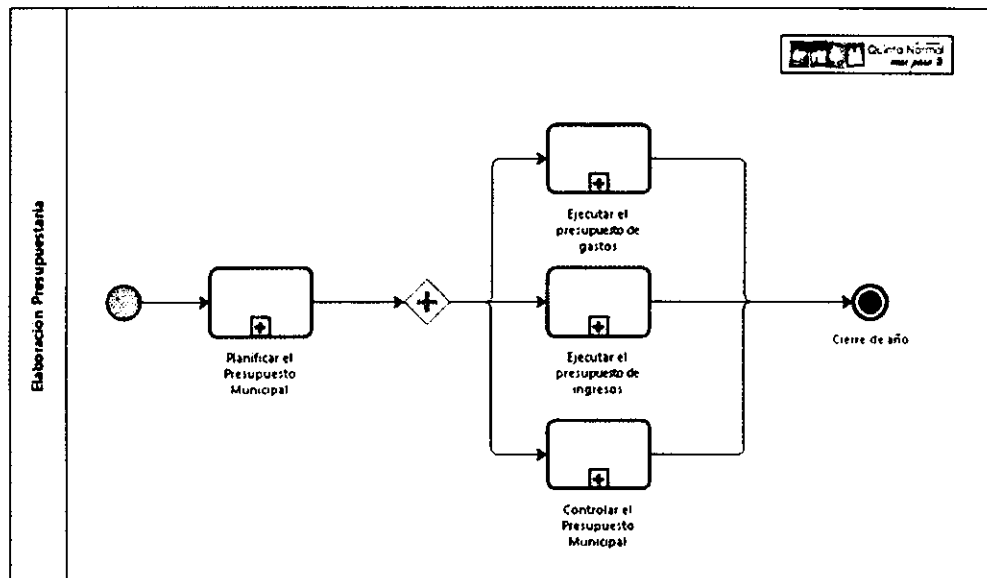 Elaboracion Presupuestaria
Quinta Normal
Ejecutar el
presupuesto de
gastos
Planificar el
Presupuesto
Municipal
Ejecutar el
presupuesto de
ingresos
Cierre de año
Controlar el
Presupuesto
Municipal